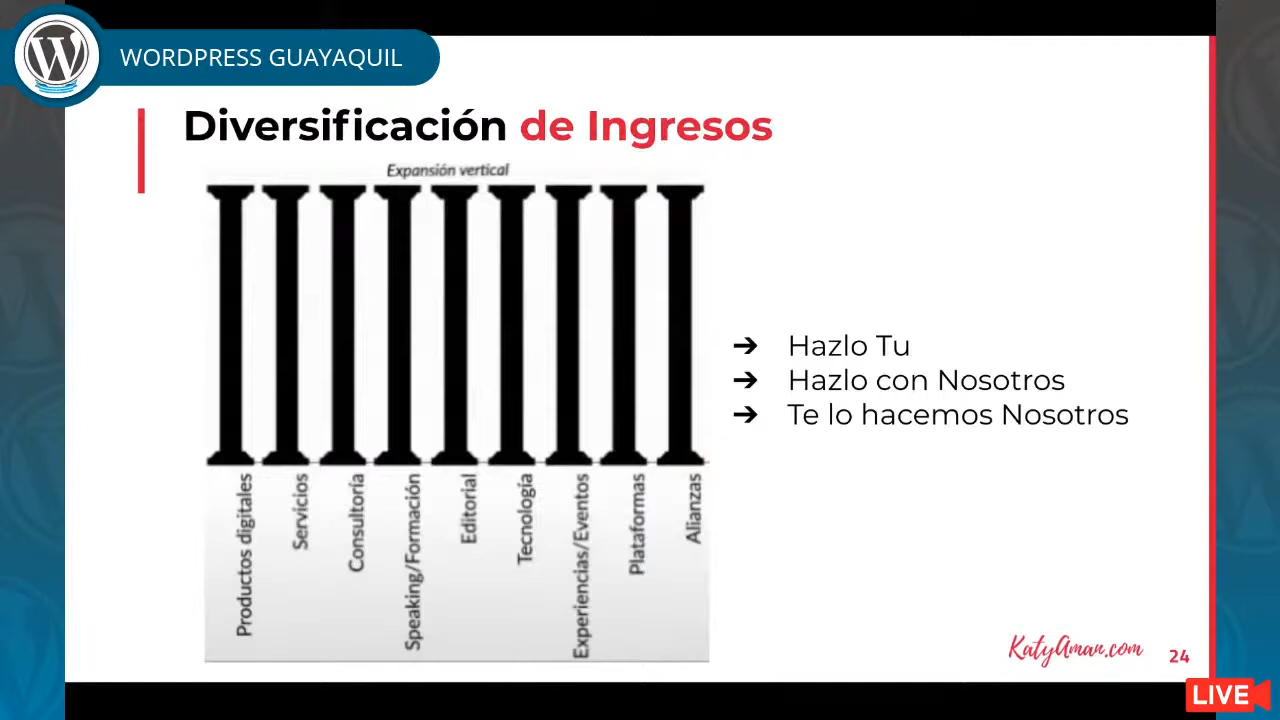 WORDPRESS GUAYAQUIL
Diversificación de Ingresos
Expansión vertical
Productos digitales
Servicios
Consultoría
Speaking/Formación
Editorial
Tecnología
Experiencias/Eventos
Plataformas
Alianzas
➔ Hazlo Tu
➔ Hazlo con Nosotros
➔ Te lo hacemos Nosotros
KatyAman.com
24
LIVE